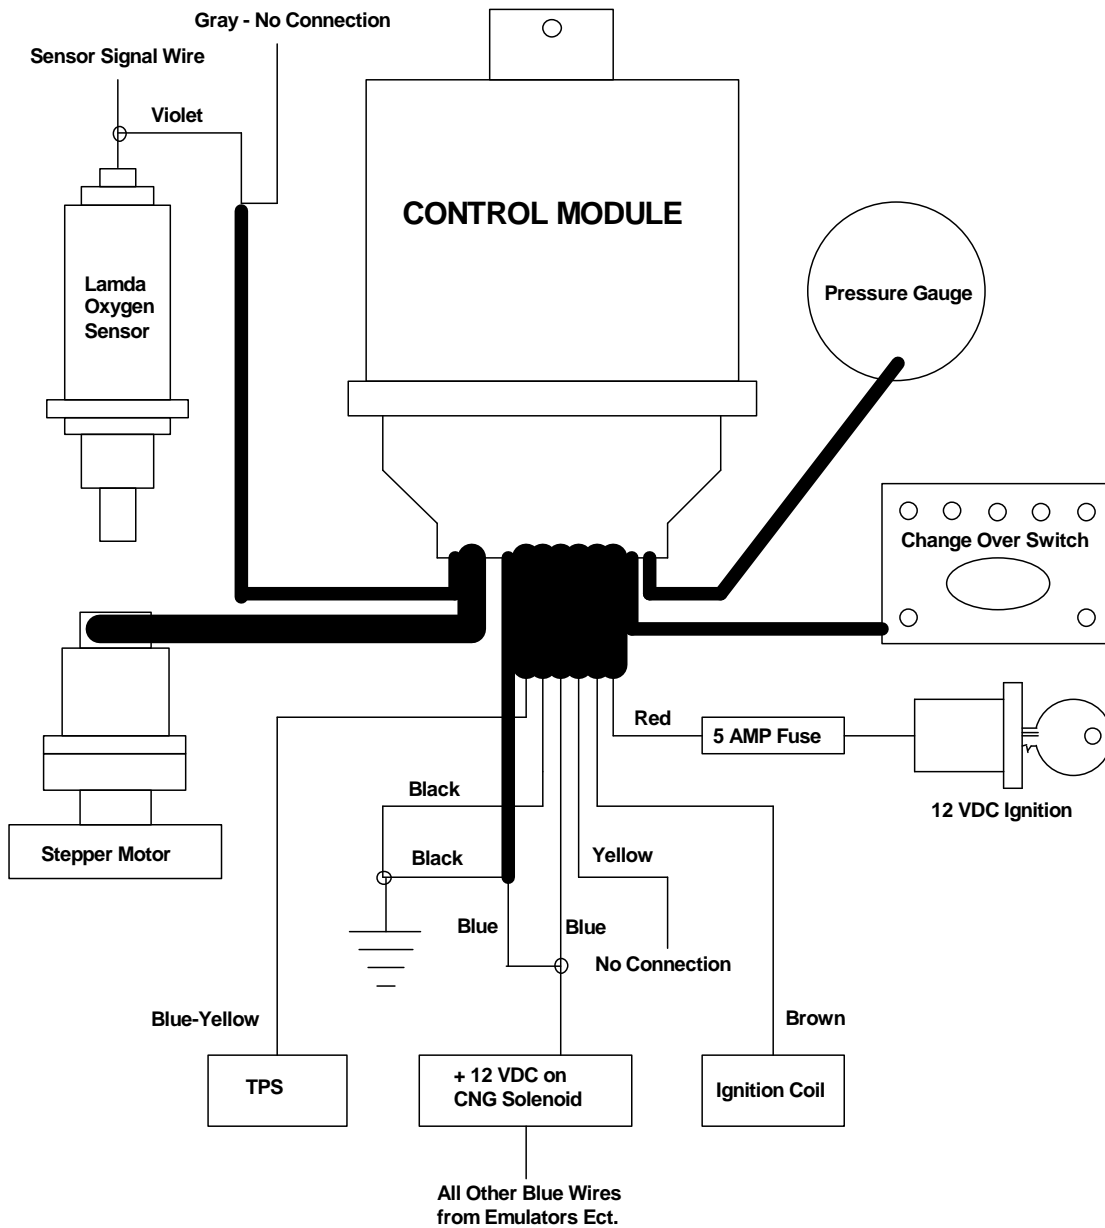 Gray - No Connection
Sensor Signal Wire
Violet
CONTROL MODULE
Lamda
Oxygen
Sensor
Pressure Gauge
Change Over Switch
Red
5 AMP Fuse
12 VDC Ignition
Black
Stepper Motor
Black
Yellow
Blue
Blue
No Connection
Blue-Yellow
Brown
TPS
+ 12 VDC on
CNG Solenoid
Ignition Coil
All Other Blue Wires
from Emulators Ect.